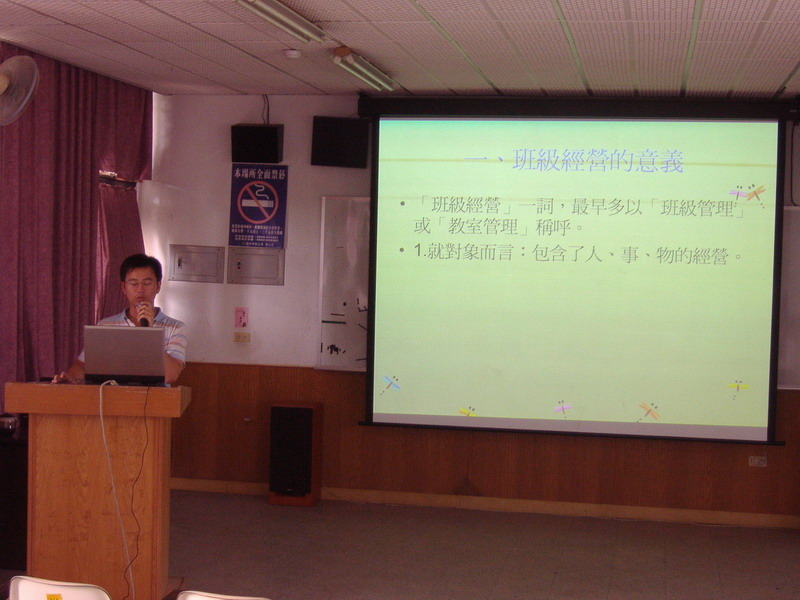 本場所全面禁菸
一、班級經營的意義
• 「班級經營」一詞，最早多以「班級管理」
或「教室管理」稱呼。
• 1.就對象而言：包含了人、事、物的經營。